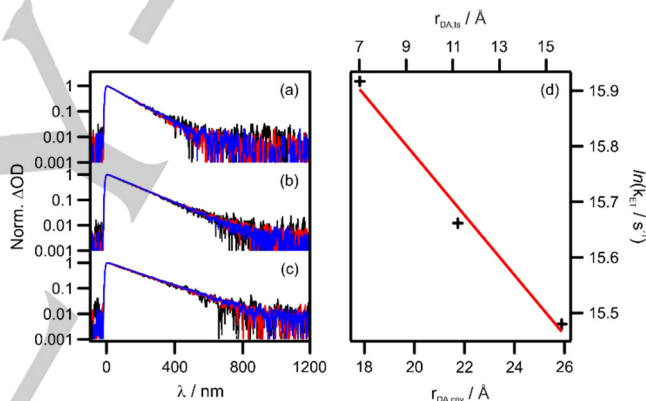 r_DA,ts / Å
7 9 11 13 15
(a)
1
0.1
0.01
0.001
(b)
1
0.1
0.01
0.001
(c)
1
0.1
0.01
0.001
Norm. ΔOD
0 400 800 1200
λ / nm
(d)
15.9
15.8
15.7
15.6
15.5
ln(k_ET / s⁻¹)
18 20 22 24 26
r_DA,cov / Å